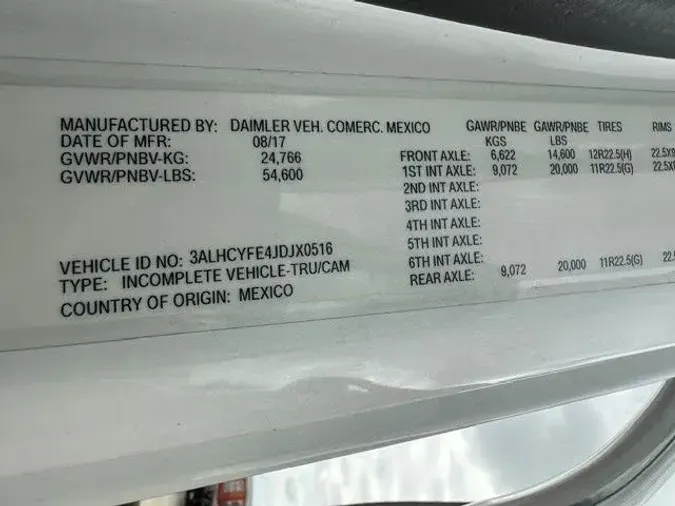 MANUFACTURED BY: DAIMLER VEH. COMERC. MEXICO
DATE OF MFR: 08/17
GVWR/PNBV-KG: 24,766
GVWR/PNBV-LBS: 54,600
GAWR/PNBE GAWR/PNBE TIRES RIMS
KGS LBS
FRONT AXLE: 6,622 14,600 12R22.5(H) 22.5X9
1ST INT AXLE: 9,072 20,000 11R22.5(G)
2ND INT AXLE:
3RD INT AXLE:
4TH INT AXLE:
5TH INT AXLE:
6TH INT AXLE:
REAR AXLE: 9,072 20,000 11R22.5(G)
VEHICLE ID NO: 3ALHCYFE4JDJX0516
TYPE: INCOMPLETE VEHICLE-TRU/CAM
COUNTRY OF ORIGIN: MEXICO